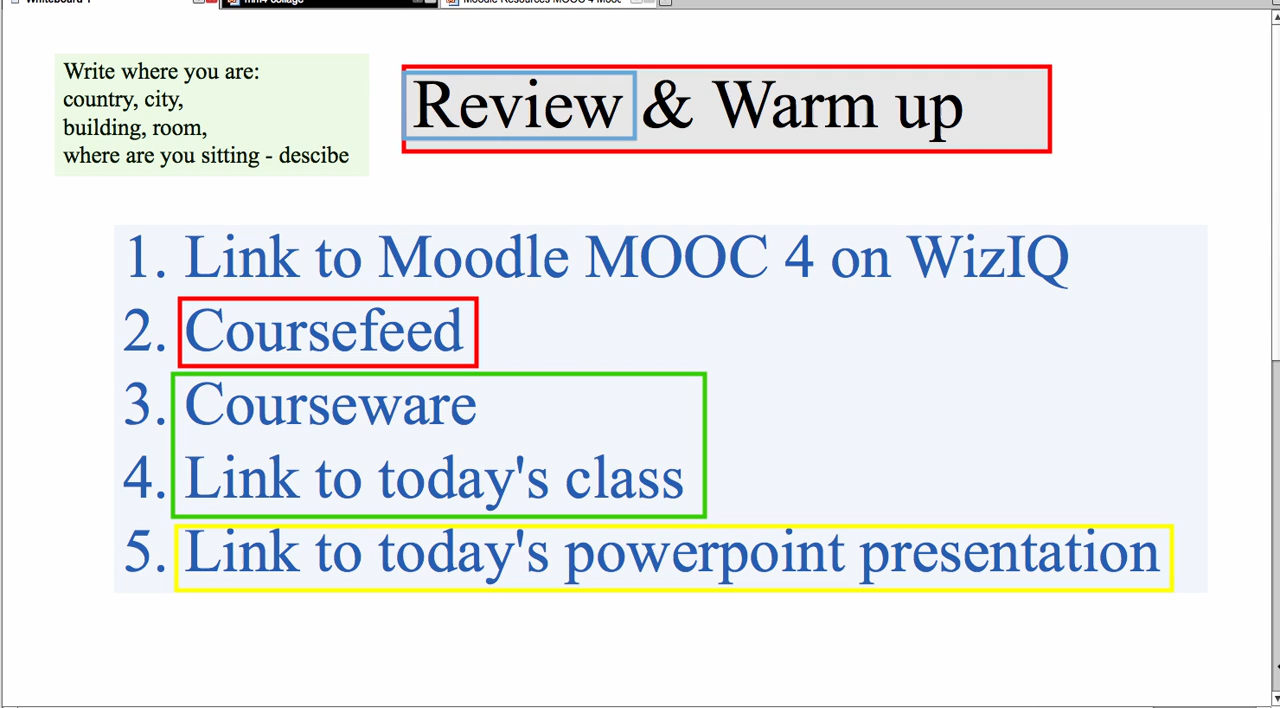 Write where you are:
country, city,
building, room,
where are you sitting - descibe
Review & Warm up
1. Link to Moodle MOOC 4 on WizIQ
2. Coursefeed
3. Courseware
4. Link to today's class
5. Link to today's powerpoint presentation